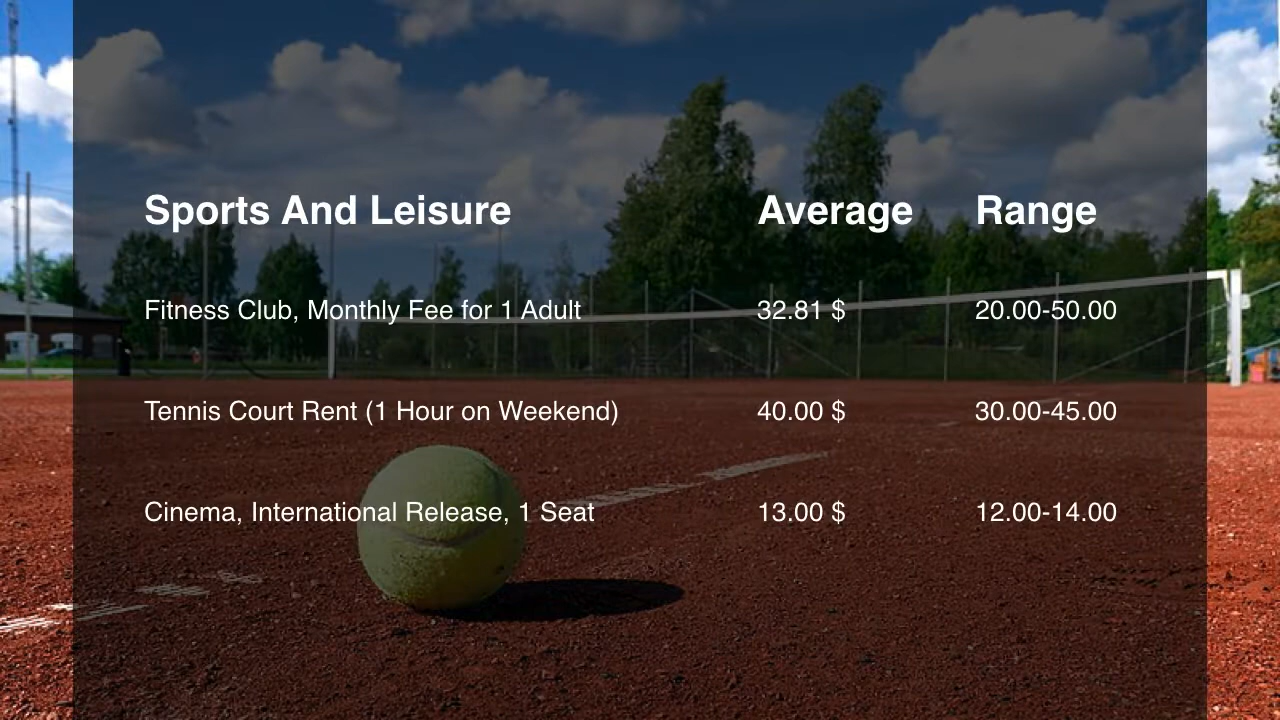 Sports And Leisure Average Range
Fitness Club, Monthly Fee for 1 Adult 32.81 $ 20.00-50.00
Tennis Court Rent (1 Hour on Weekend) 40.00 $ 30.00-45.00
Cinema, International Release, 1 Seat 13.00 $ 12.00-14.00